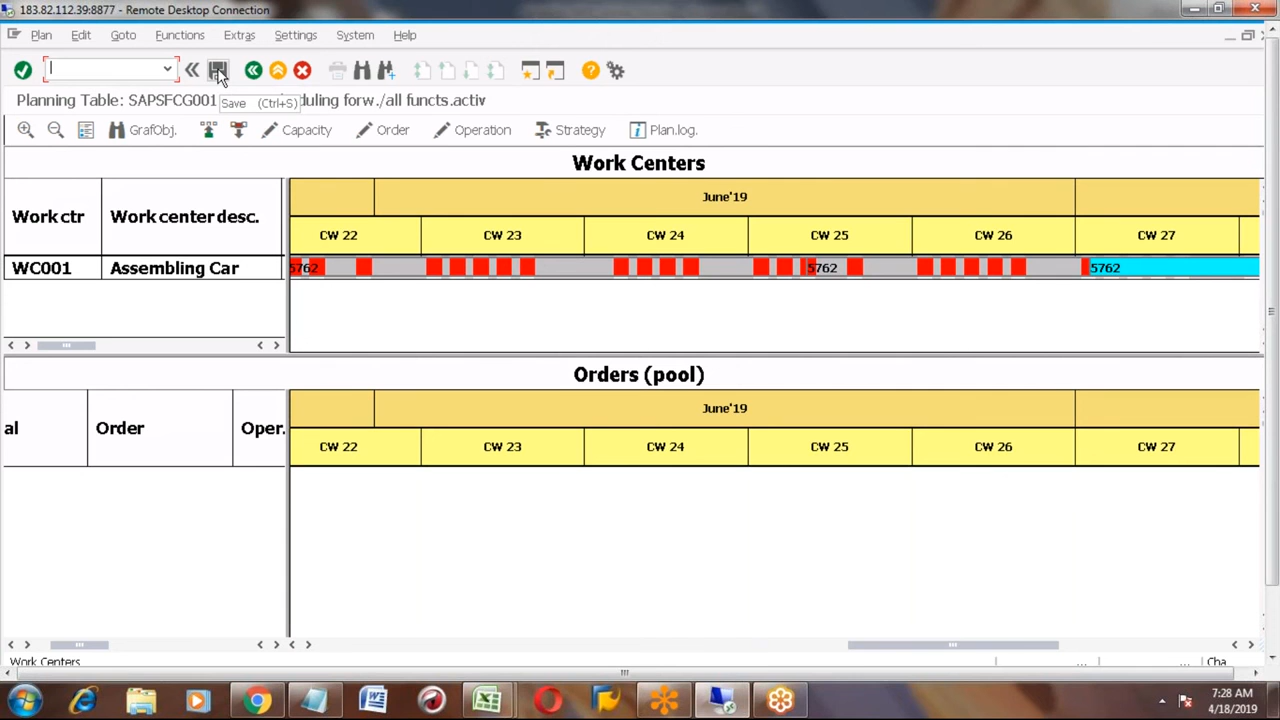 183.82.112.39:8877 - Remote Desktop Connection
Plan Edit Goto Functions Extras Settings System Help
Planning Table: SAPSFCG001
duling forw./all functs.activ
Save (Ctrl+S)
GrafObj. Capacity Order Operation Strategy Plan.log.
Work Centers
Work ctr Work center desc. June'19
CW 22 CW 23 CW 24 CW 25 CW 26 CW 27
WC001 Assembling Car 5762 5762 5762
Orders (pool)
al Order Oper. June'19
CW 22 CW 23 CW 24 CW 25 CW 26 CW 27
Work Centers ... ... Cha
7:28 AM
4/18/2019